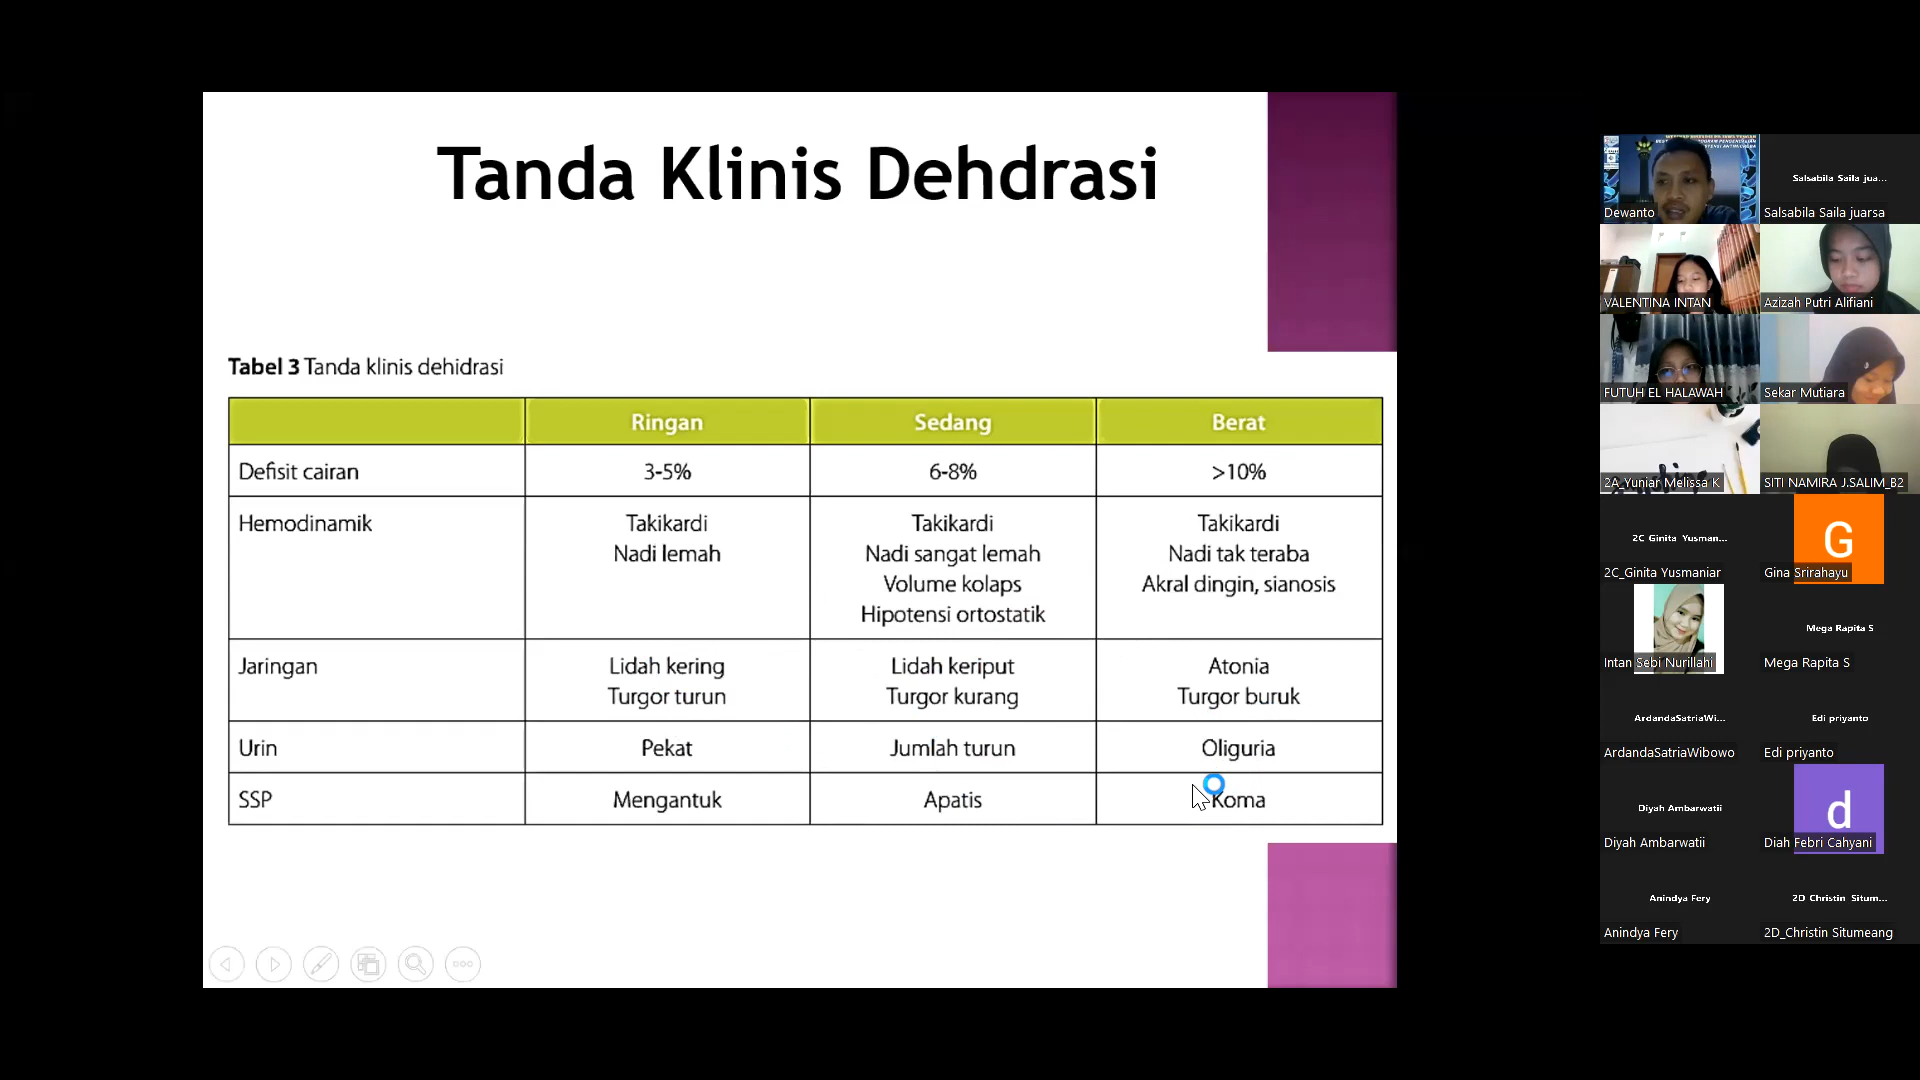 Tanda Klinis Dehdrasi
Tabel 3 Tanda klinis dehidrasi
Ringan Sedang Berat
Defisit cairan 3-5% 6-8% >10%
Hemodinamik Takikardi Takikardi Takikardi
Nadi lemah Nadi sangat lemah Nadi tak teraba
Volume kolaps Akral dingin, sianosis
Hipotensi ortostatik
Jaringan Lidah kering Lidah keriput Atonia
Turgor turun Turgor kurang Turgor buruk
Urin Pekat Jumlah turun Oliguria
SSP Mengantuk Apatis Koma
Dewanto
Salsabila Saila jua...
Salsabila Saila juarsa
VALENTINA INTAN
Azizah Putri Alifiani
FUTUH EL HALAWAH
Sekar Mutiara
2A_Yuniar Melissa K
SITI NAMIRA J.SALIM_B2
2C Ginita Yusman...
2C_Ginita Yusmaniar
G
Gina Srirahayu
Intan Sebi Nurillahi
Mega Rapita S
Mega Rapita S
ArdandaSatriaWi...
ArdandaSatriaWibowo
Edi priyanto
Edi priyanto
Diyah Ambarwatii
Diyah Ambarwatii
d
Diah Febri Cahyani
Anindya Fery
Anindya Fery
2D Christin Situm...
2D_Christin Situmeang